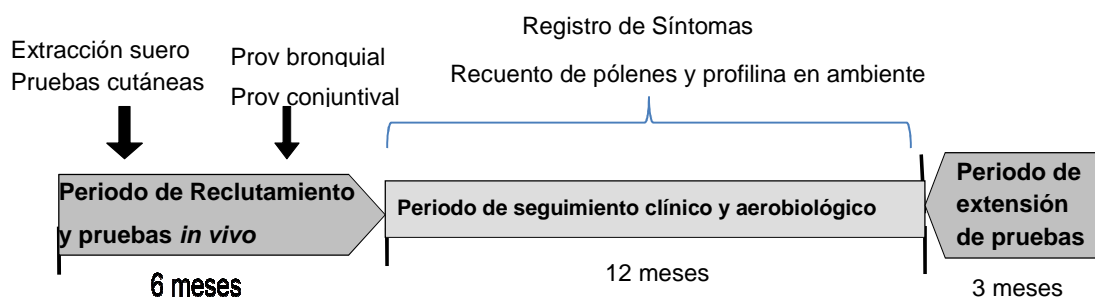 Registro de Síntomas
Extracción suero
Pruebas cutáneas
Prov bronquial
Prov conjuntival
Recuento de pólenes y profilina en ambiente
Periodo de Reclutamiento
y pruebas in vivo
Periodo de seguimiento clínico y aerobiológico
Periodo de
extensión
de pruebas
6 meses
12 meses
3 meses